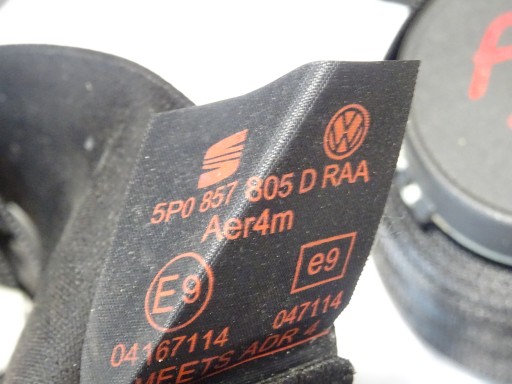 5P0 857 805 D RAA
Aer4m
E9 e9
04167114 047114
MEETS ADR 4